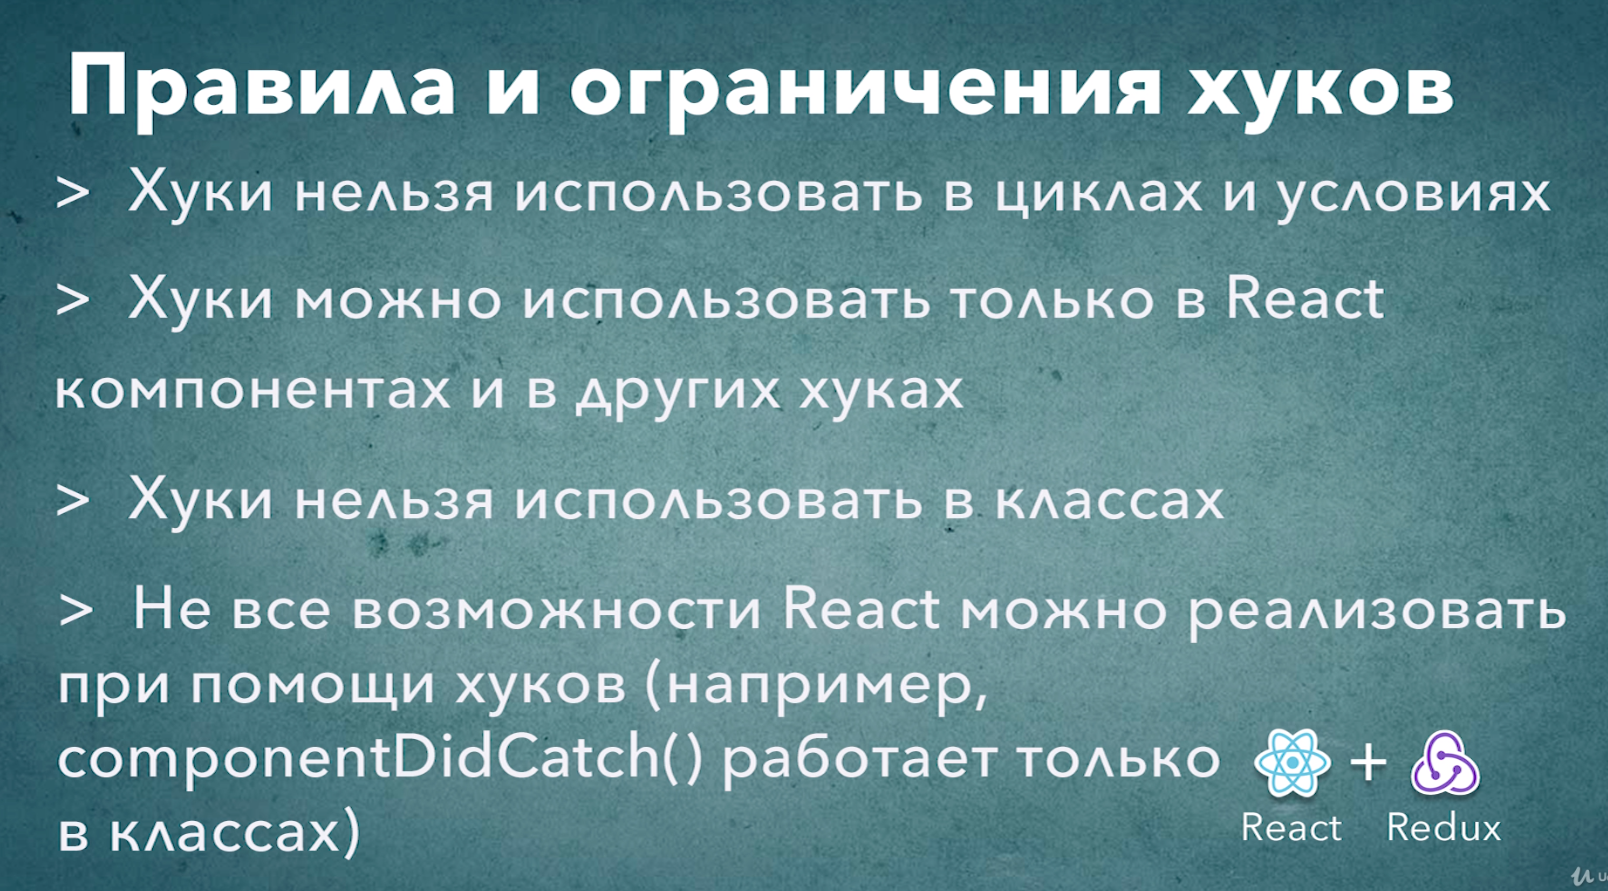 Правила и ограничения хуков
> Хуки нельзя использовать в циклах и условиях
> Хуки можно использовать только в React
компонентах и в других хуках
> Хуки нельзя использовать в классах
> Не все возможности React можно реализовать
при помощи хуков (например,
componentDidCatch() работает только
в классах)
+
React Redux